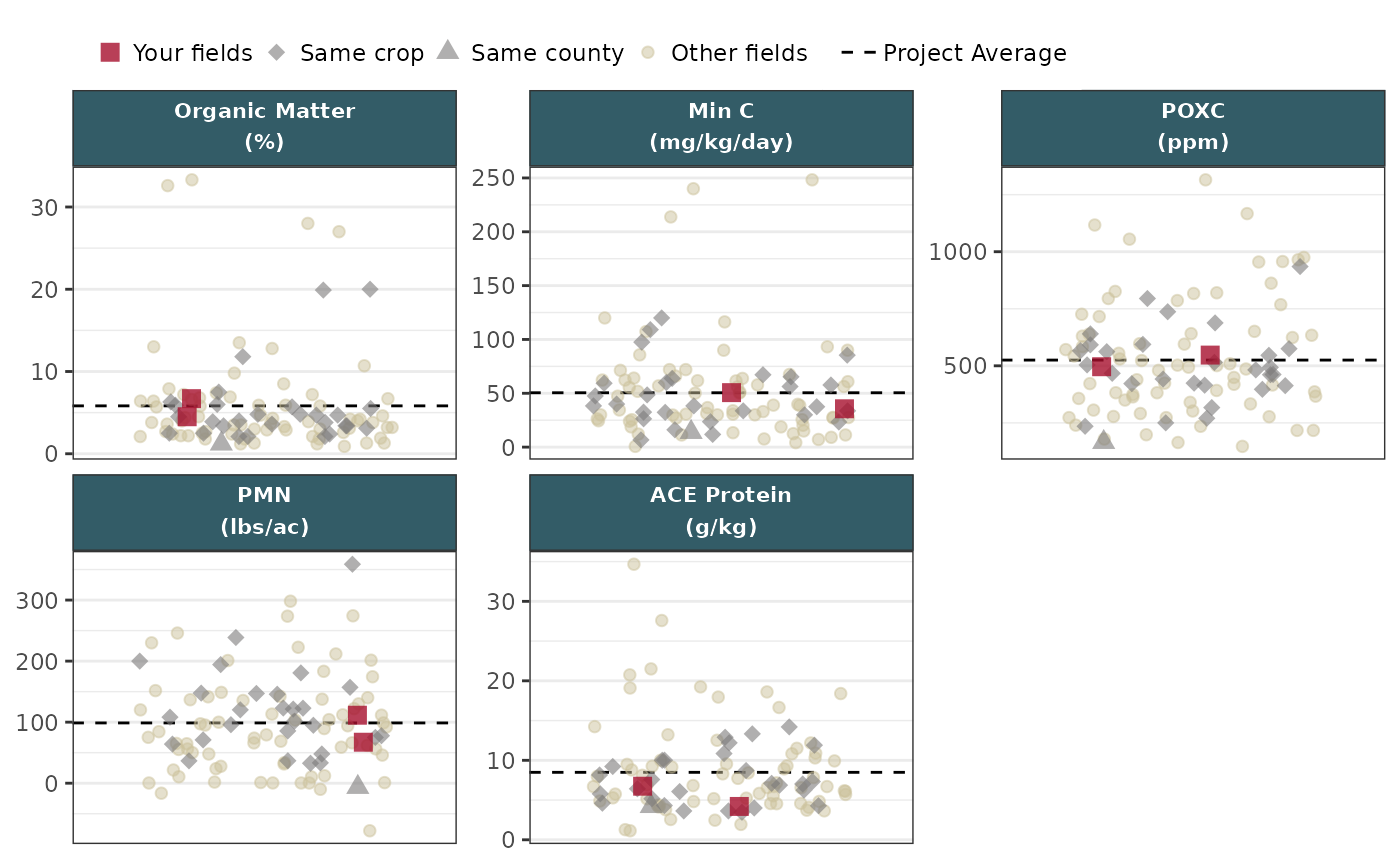 Your fields Same crop Same county Other fields Project Average
Organic Matter
(%)
30
20
10
0
Min C
(mg/kg/day)
250
200
150
100
50
0
POXC
(ppm)
1000
500
PMN
(lbs/ac)
300
200
100
0
ACE Protein
(g/kg)
30
20
10
0